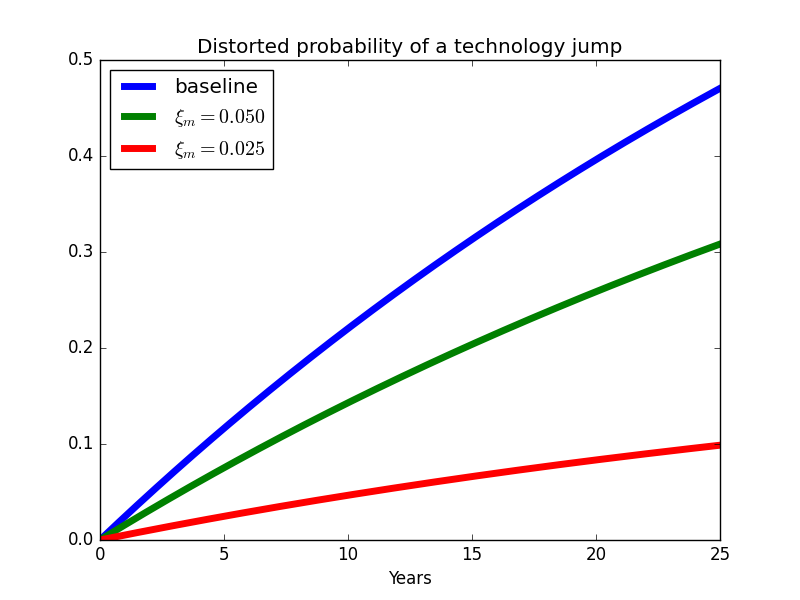 Distorted probability of a technology jump
0.5
0.4
0.3
0.2
0.1
0.0
baseline
ξₘ = 0.050
ξₘ = 0.025
0 5 10 15 20 25
Years